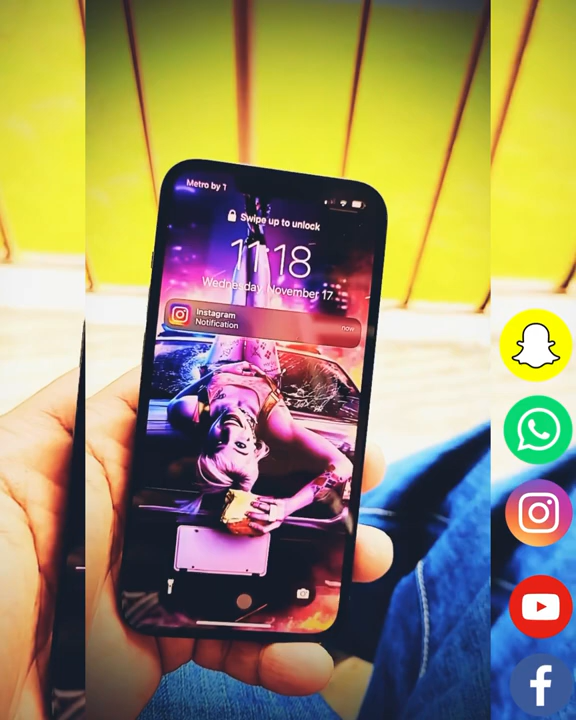 Metro by T
Swipe up to unlock
11:18
Wednesday, November 17
Instagram
now
Notification